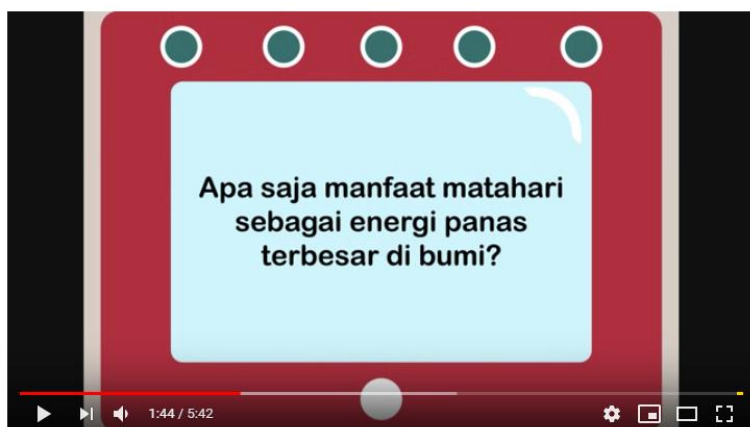 Apa saja manfaat matahari
sebagai energi panas
terbesar di bumi?
1:44 / 5:42